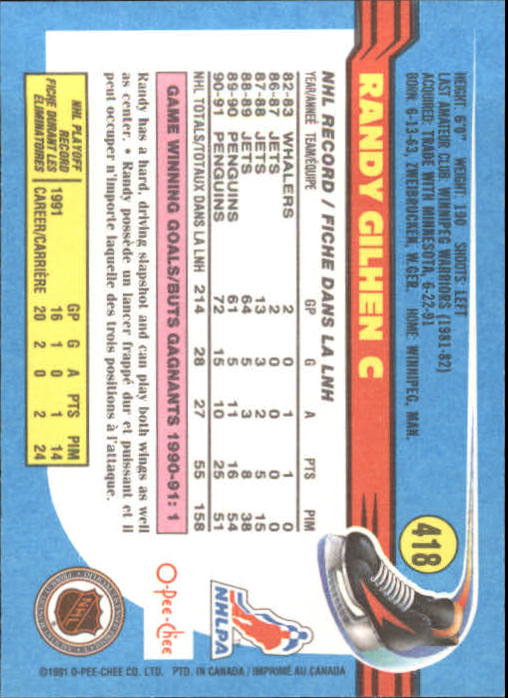 418
HEIGHT: 6'0" WEIGHT: 190 SHOOTS: LEFT
LAST AMATEUR CLUB: WINNIPEG WARRIORS (1981-82)
ACQUIRED: TRADE WITH MINNESOTA, 6-22-91
BORN: 6-13-63, ZWEIBRUCKEN, W.GER. HOME: WINNIPEG, MAN.
RANDY GILHEN C
NHL RECORD / FICHE DANS LA LNH
YEAR/ANNÉE TEAM/ÉQUIPE GP G A PTS PIM
82-83 WHALERS 2 0 1 1 0
86-87 JETS 2 0 0 0 0
87-88 JETS 13 3 2 5 15
88-89 JETS 64 5 3 8 38
89-90 PENGUINS 61 5 11 16 54
90-91 PENGUINS 72 15 10 25 51
NHL TOTALS/TOTAUX DANS LA LNH 214 28 27 55 158
GAME WINNING GOALS/BUTS GAGNANTS 1990-91: 1
Randy has a hard, driving slapshot and can play both wings as well
as center. • Randy possède un lancer frappé dur et puissant et il
peut occuper n'importe laquelle des trois positions à l'attaque.
NHL PLAYOFF
RECORD
FICHE DURANT LES
ÉLIMINATOIRES
GP G A PTS PIM
1991 16 1 0 1 14
CAREER/CARRIÈRE 20 2 0 2 24
NHLPA
O-Pee-Chee
NHL
©1991 O-PEE-CHEE CO. LTD. PTD. IN CANADA / IMPRIMÉ AU CANADA